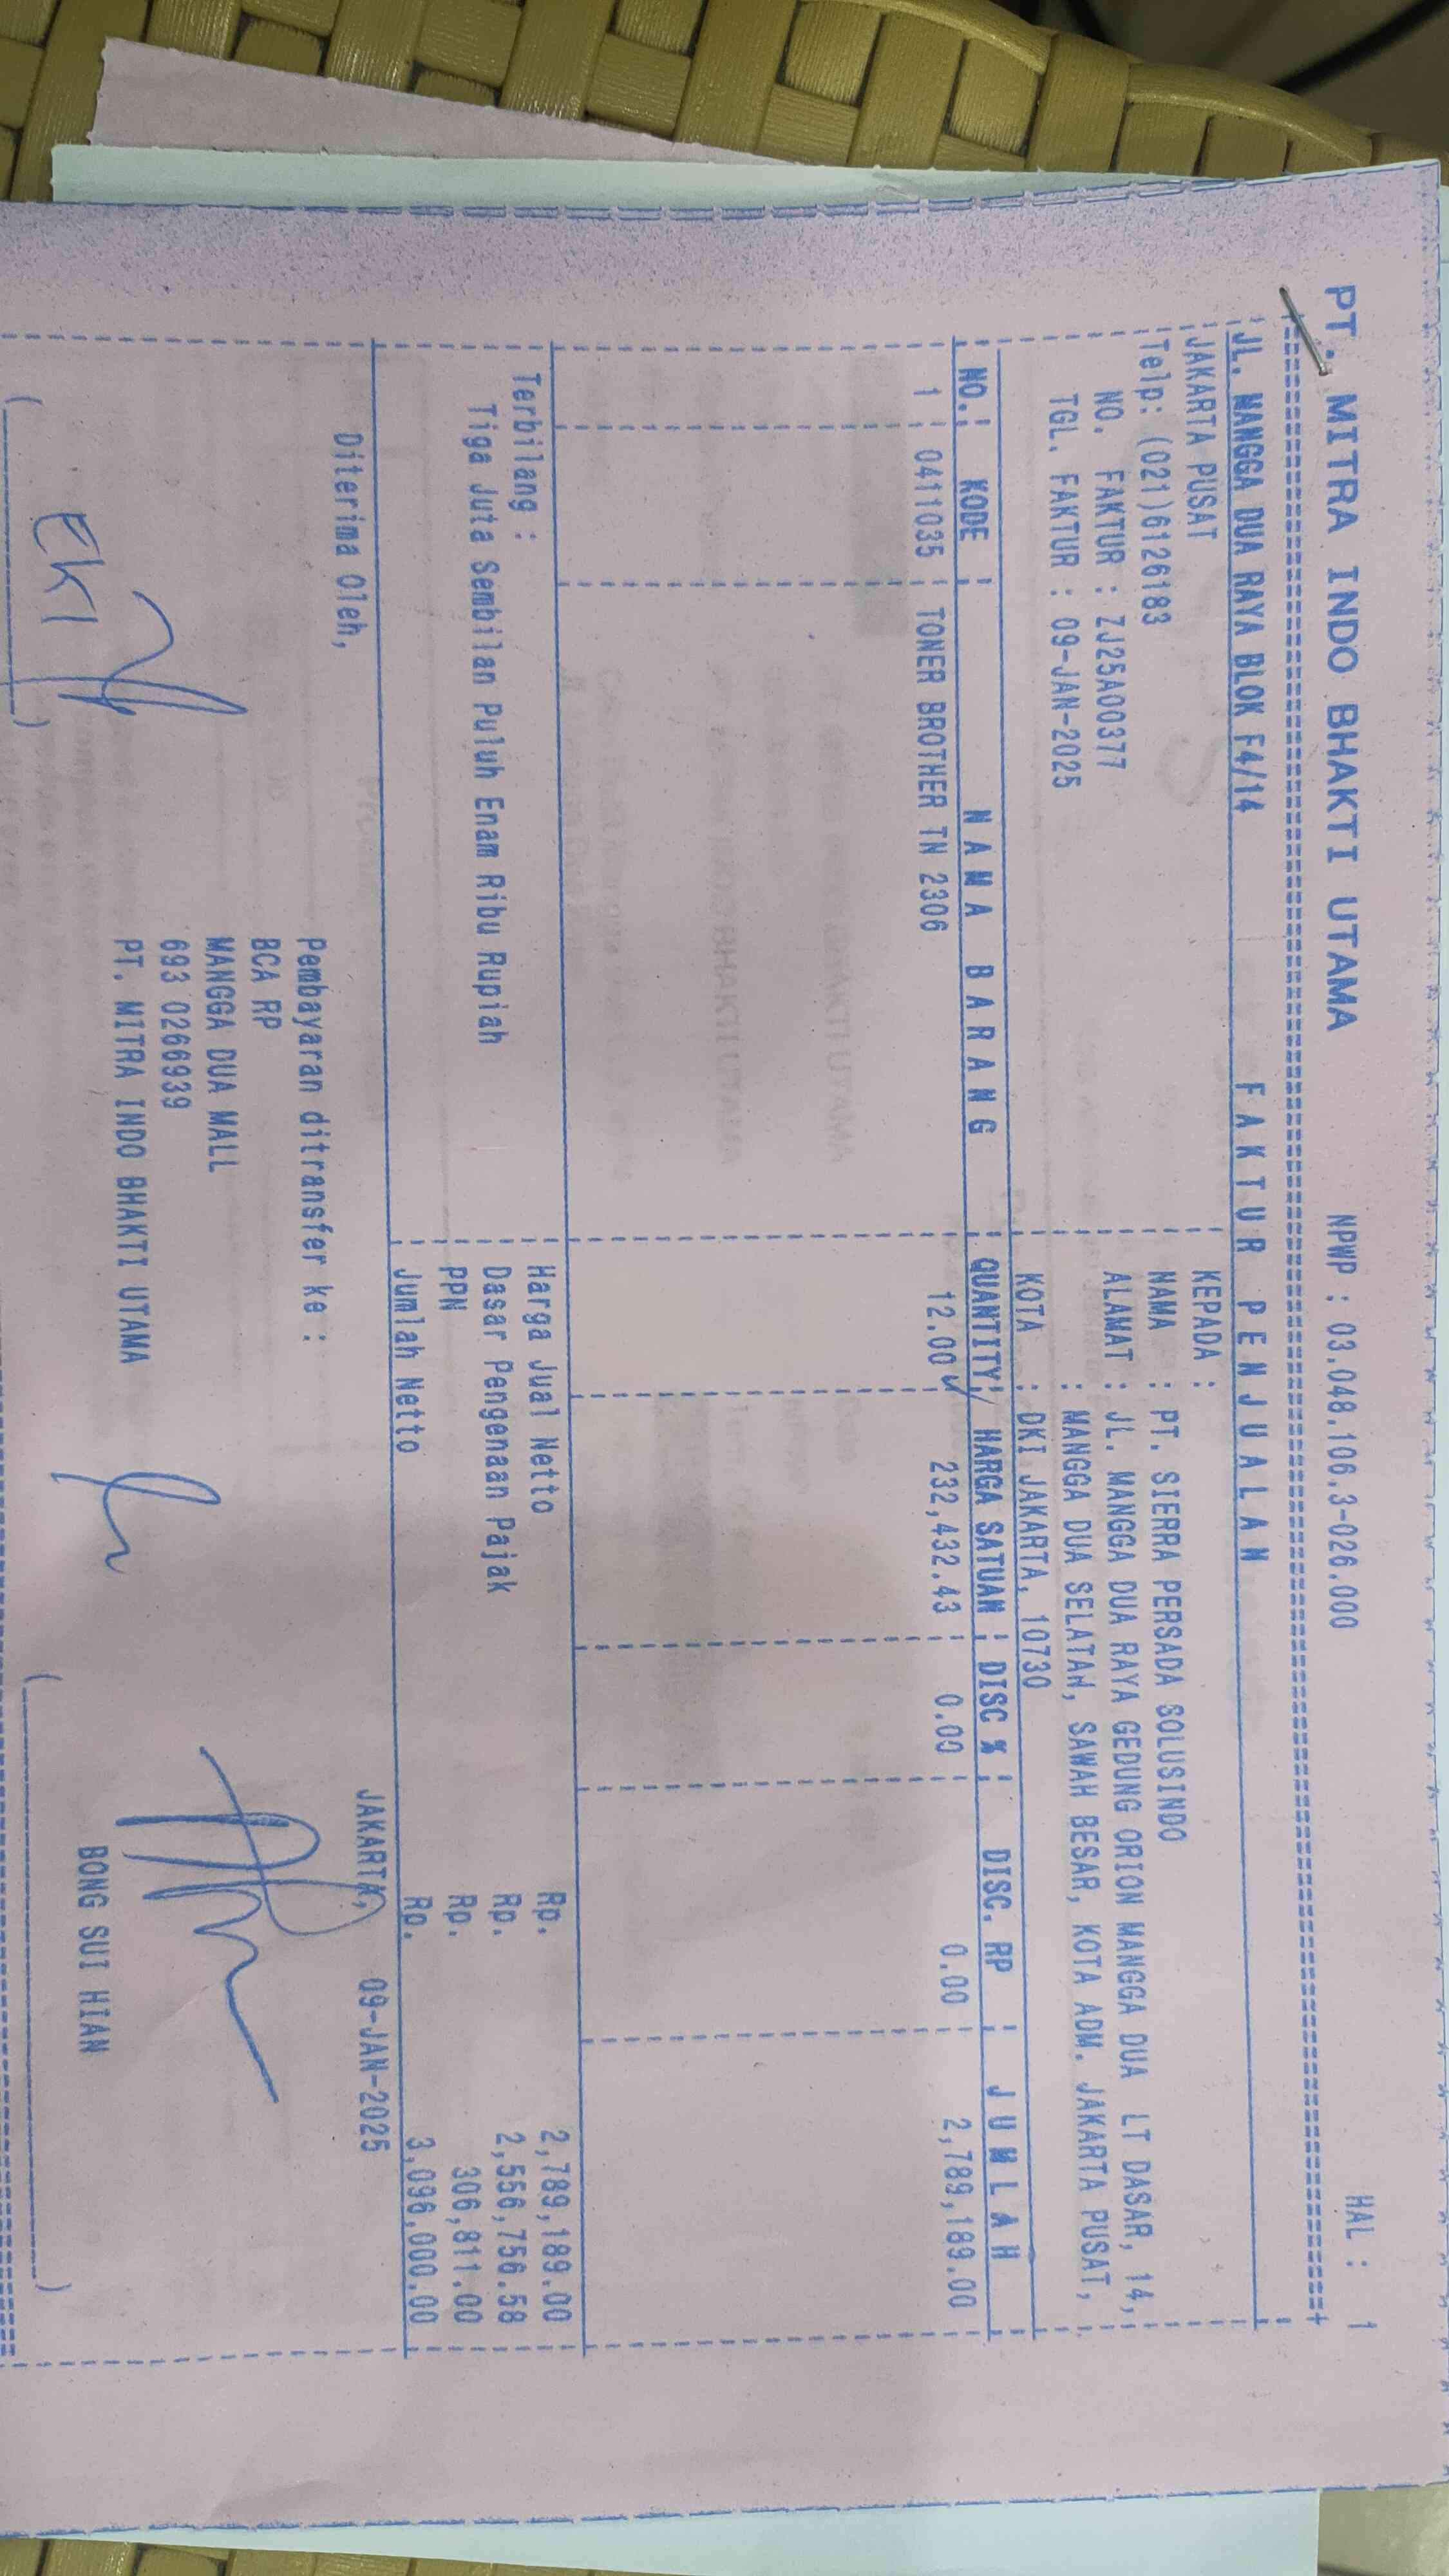 PT. MITRA INDO BHAKTI UTAMA NPWP : 03.048.106.3-026.000 HAL : 1
JL. MANGGA DUA RAYA BLOK F4/14 FAKTUR PENJUALAN
JAKARTA PUSAT KEPADA :
Telp: (021)6126183 NAMA : PT. SIERRA PERSADA SOLUSINDO
NO. FAKTUR : ZJ25A00377 ALAMAT : JL. MANGGA DUA RAYA GEDUNG ORION MANGGA DUA LT DASAR, 14,
TGL. FAKTUR : 09-JAN-2025 : MANGGA DUA SELATAN, SAWAH BESAR, KOTA ADM. JAKARTA PUSAT,
KOTA : DKI JAKARTA, 10730
NO. KODE NAMA BARANG QUANTITY HARGA SATUAN DISC % DISC. RP JUMLAH
1 0411035 TONER BROTHER TN 2306 12.00 232,432.43 0.00 0.00 2,789,189.00
Terbilang : Harga Jual Netto Rp. 2,789,189.00
Tiga Juta Sembilan Puluh Enam Ribu Rupiah Dasar Pengenaan Pajak Rp. 2,556,756.58
PPN Rp. 306,811.00
Jumlah Netto Rp. 3,096,000.00
JAKARTA, 09-JAN-2025
Diterima Oleh, Pembayaran ditransfer ke :
BCA RP
MANGGA DUA MALL
693 0266939
PT. MITRA INDO BHAKTI UTAMA
EKI
BONG SUI HIAN